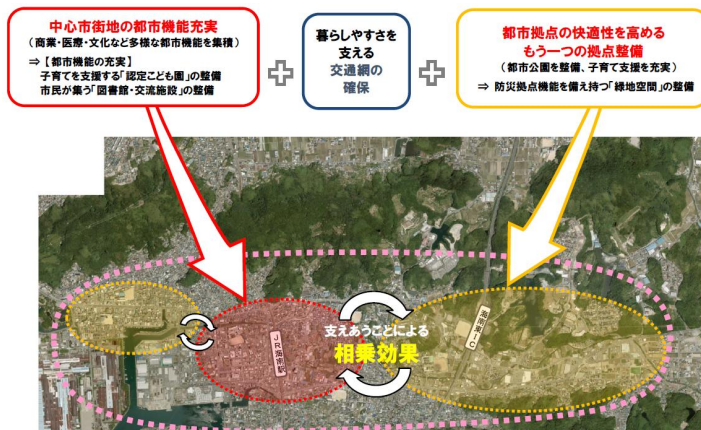 中心市街地の都市機能充実
(商業・医療・文化など多様な都市機能を集積)
⇒ 【都市機能の充実】
子育てを支援する「認定こども園」の整備
市民が集う「図書館・交流施設」の整備
暮らしやすさを
支える
交通網の
確保
都市拠点の快適性を高める
もう一つの拠点整備
(都市公園を整備、子育て支援を充実)
⇒ 防災拠点機能を備え持つ「緑地空間」の整備
JR海南駅
支えあうことによる
相乗効果
海南東IC